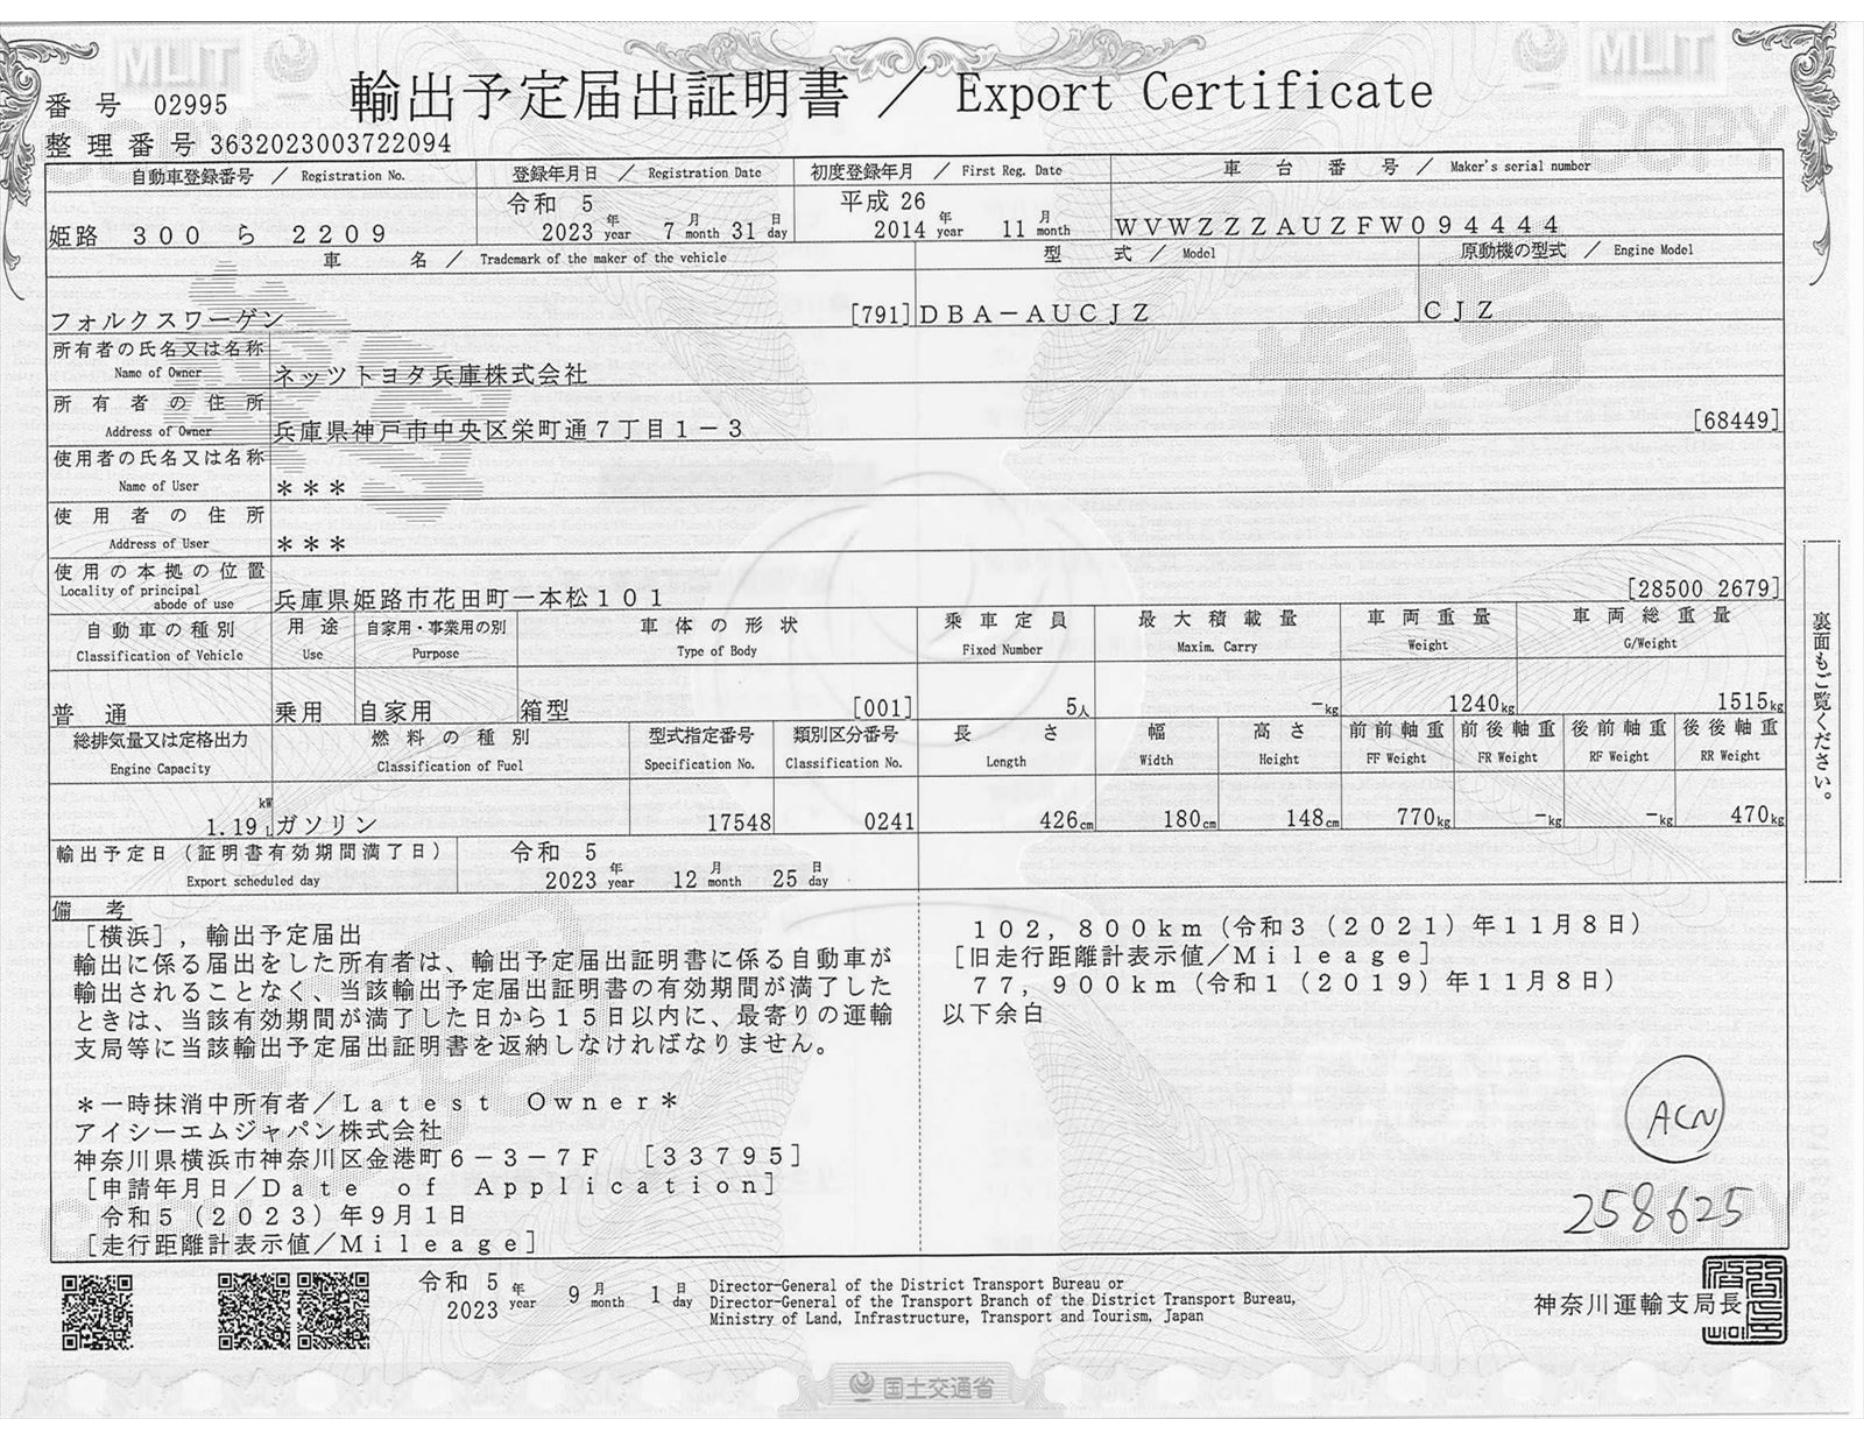 MLIT
MLIT
輸出予定届出証明書 ／ Export Certificate
COPY
番 号 02995
整 理 番 号 3632023003722094
自動車登録番号 ／ Registration No.
登録年月日 ／ Registration Date
初度登録年月 ／ First Reg. Date
車 台 番 号 ／ Maker's serial number
姫路 300 ら 2209
令和 5
2023 年 year 7 月 month 31 日 day
平成 26
2014 年 year 11 月 month
WVWZZZAUZFW094444
車 名 ／ Trademark of the maker of the vehicle
型 式 ／ Model
原動機の型式 ／ Engine Model
フォルクスワーゲン [791]
DBA－AUCJZ
CJZ
所有者の氏名又は名称
Name of Owner
ネッツトヨタ兵庫株式会社
所 有 者 の 住 所
Address of Owner
兵庫県神戸市中央区栄町通７丁目１－３ [68449]
使用者の氏名又は名称
Name of User
＊＊＊
使 用 者 の 住 所
Address of User
＊＊＊
使用の本拠の位置
Locality of principal
abode of use
兵庫県姫路市花田町一本松１０１ [28500 2679]
自動車の種別 用 途 自家用・事業用の別 車 体 の 形 状 乗 車 定 員 最 大 積 載 量 車 両 重 量 車 両 総 重 量
Classification of Vehicle Use Purpose Type of Body Fixed Number Maxim. Carry Weight G/Weight
普 通 乗用 自家用 箱型 [001] 5人 －kg 1240kg 1515kg
総排気量又は定格出力 燃 料 の 種 別 型式指定番号 類別区分番号 長 さ 幅 高 さ 前前軸重 前後軸重 後前軸重 後後軸重
Engine Capacity Classification of Fuel Specification No. Classification No. Length Width Height FF Weight FR Weight RF Weight RR Weight
kW
1.19 L ガソリン 17548 0241 426cm 180cm 148cm 770kg －kg －kg 470kg
輸出予定日（証明書有効期間満了日）
Export scheduled day
令和 5
2023 年 year 12 月 month 25 日 day
備 考
［横浜］，輸出予定届出
輸出に係る届出をした所有者は、輸出予定届出証明書に係る自動車が
輸出されることなく、当該輸出予定届出証明書の有効期間が満了した
ときは、当該有効期間が満了した日から１５日以内に、最寄りの運輸
支局等に当該輸出予定届出証明書を返納しなければなりません。
＊一時抹消中所有者／Latest Owner＊
アイシーエムジャパン株式会社
神奈川県横浜市神奈川区金港町６－３－７Ｆ ［３３７９５］
［申請年月日／Date of Application］
令和５（２０２３）年９月１日
［走行距離計表示値／Mileage］
１０２，８００ｋｍ（令和３（２０２１）年１１月８日）
［旧走行距離計表示値／Mileage］
７７，９００ｋｍ（令和１（２０１９）年１１月８日）
以下余白
ACN
258625
COPY
裏面もご覧ください。
令和 5 年 9 月 1 日
2023 year month day
Director-General of the District Transport Bureau or
Director-General of the Transport Branch of the District Transport Bureau,
Ministry of Land, Infrastructure, Transport and Tourism, Japan
神奈川運輸支局長
国土交通省